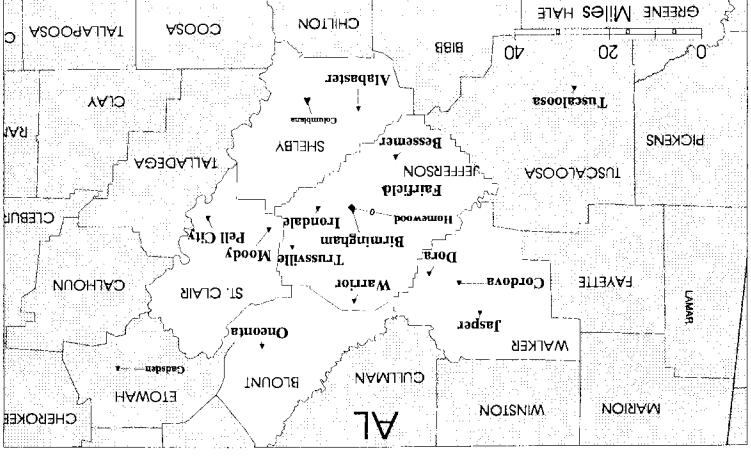 AL
MARION
WINSTON
CULLMAN
CHEROKEE
BLOUNT
ETOWAH
Gadsden
WALKER
Oneonta
Jasper
LAMAR
FAYETTE
Cordova
Dora
Warrior
ST. CLAIR
CALHOUN
Trussville
Moody
Birmingham
Pell City
Homewood
Irondale
CLEBUR
Fairfield
JEFFERSON
TUSCALOOSA
TALLADEGA
Bessemer
SHELBY
PICKENS
Columbiana
RAN
Tuscaloosa
Alabaster
CLAY
0 20 40
BIBB
CHILTON
COOSA
TALLAPOOSA
C
GREENE Miles HALE